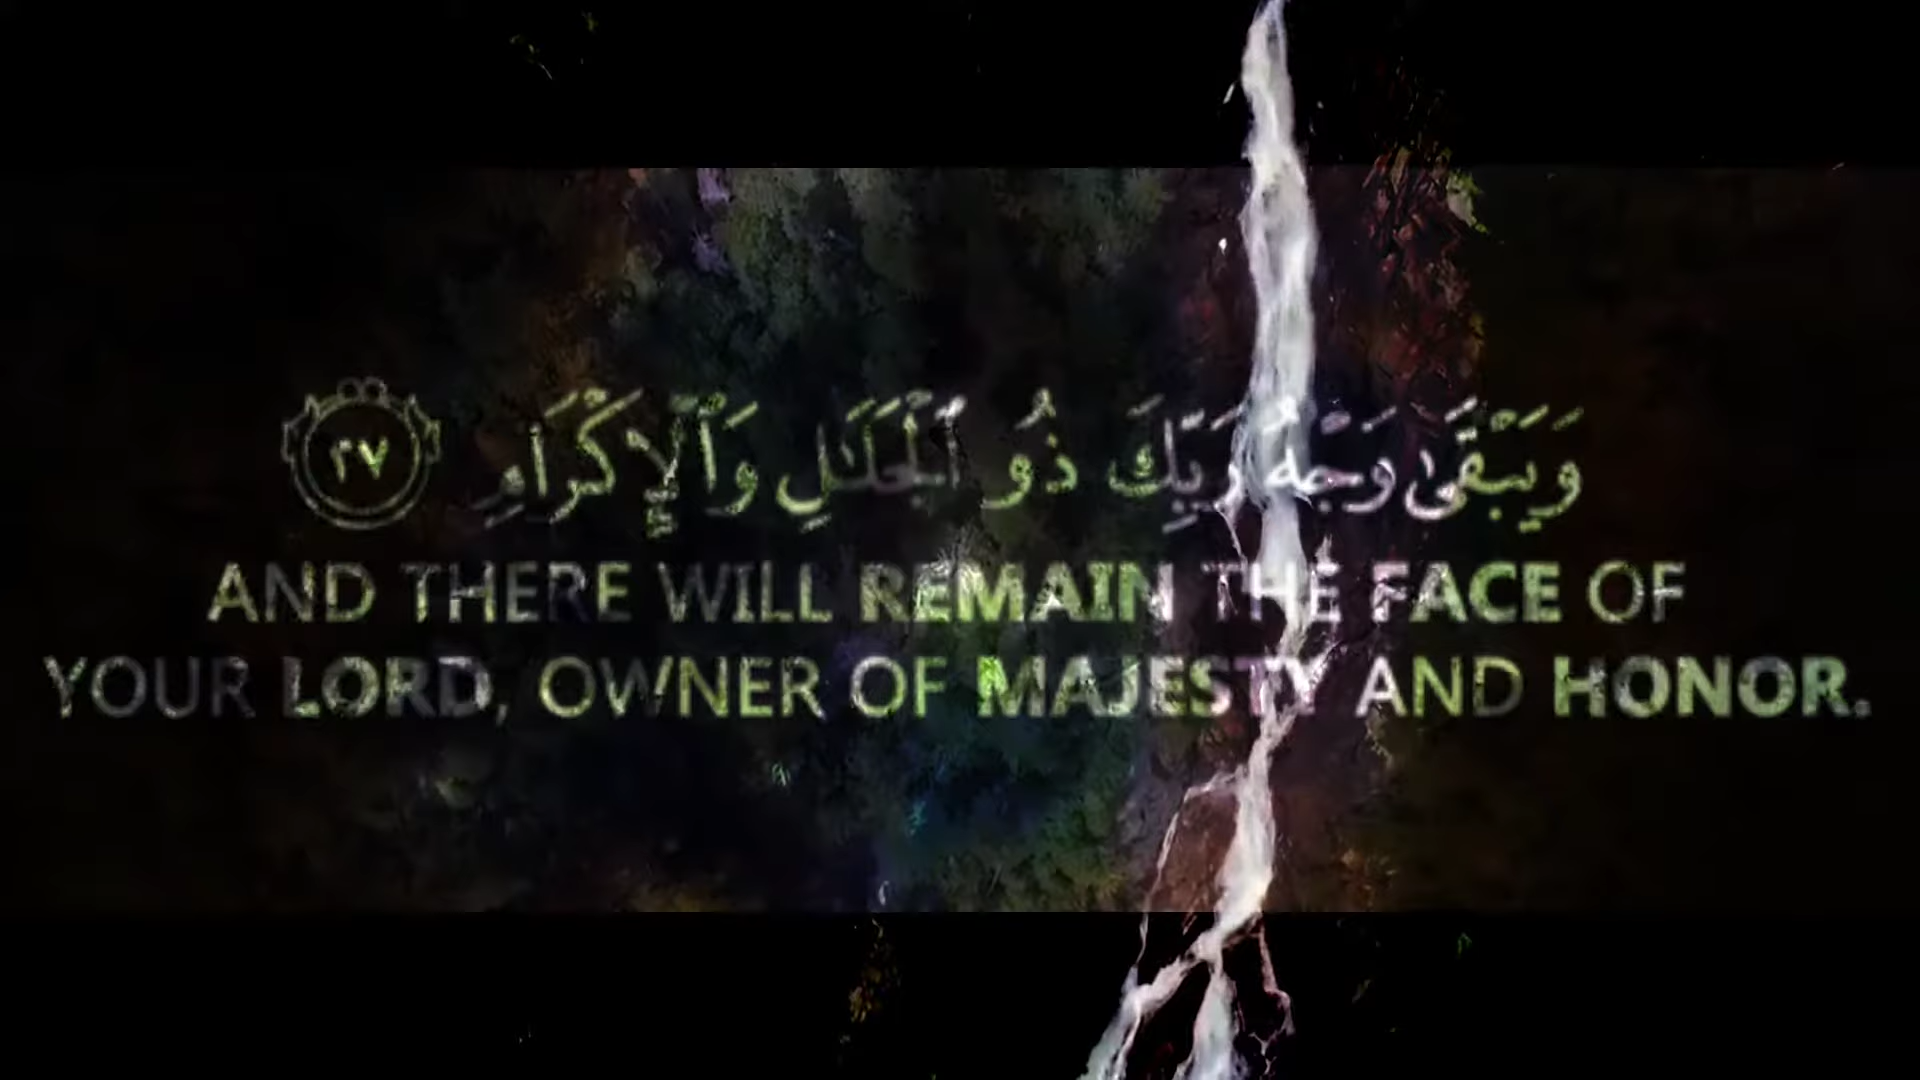 وَيَبْقَىٰ وَجْهُ رَبِّكَ ذُو ٱلْجَلَـٰلِ وَٱلْإِكْرَامِ ٢٧
AND THERE WILL REMAIN THE FACE OF
YOUR LORD, OWNER OF MAJESTY AND HONOR.